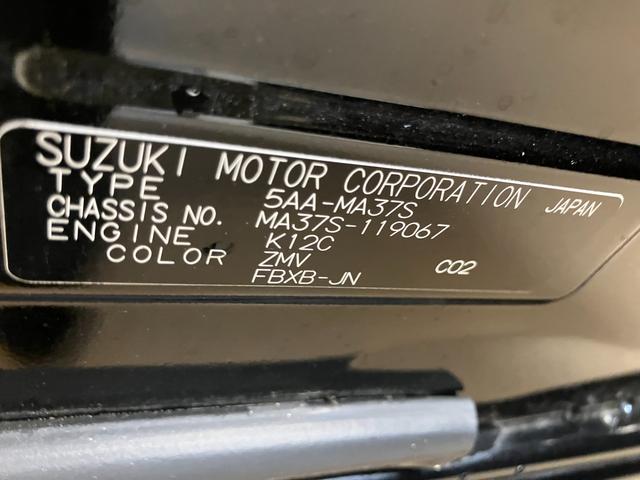 SUZUKI MOTOR CORPORATION JAPAN
TYPE 5AA-MA37S
CHASSIS NO. MA37S-119067
ENGINE K12C
COLOR ZMV C02
FBXB-JN